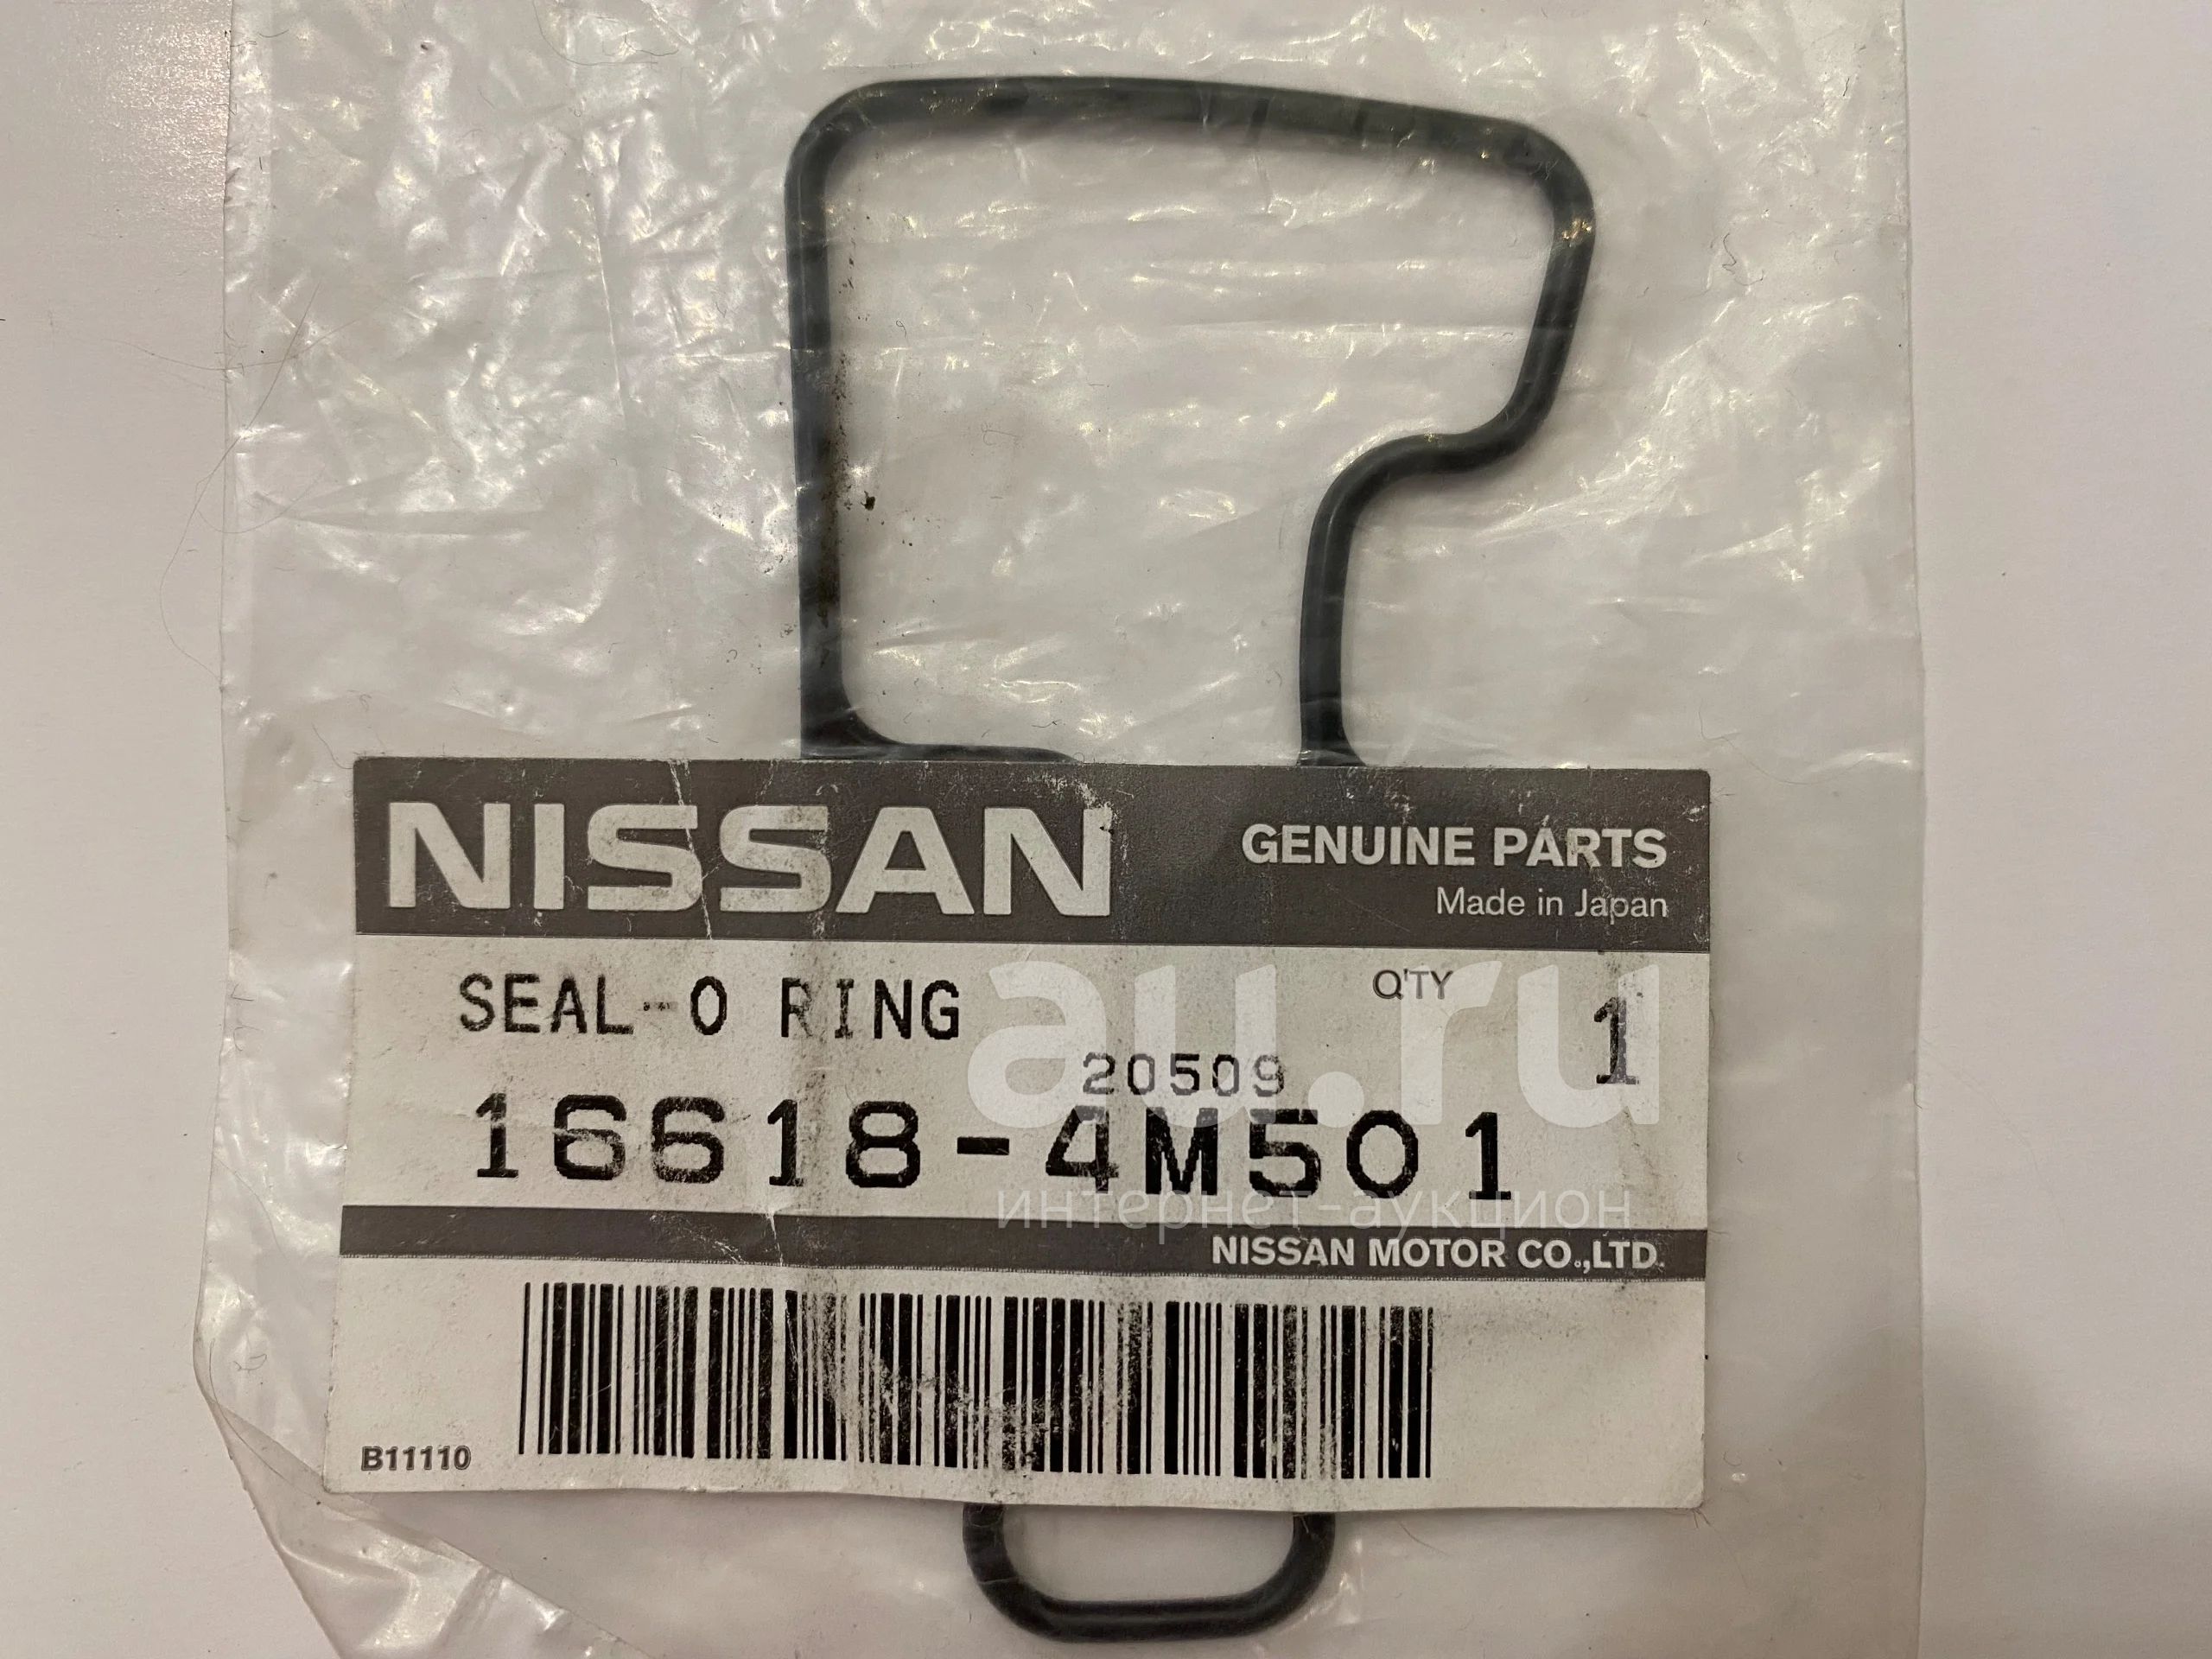 NISSAN
GENUINE PARTS
Made in Japan
SEAL-O RING
Q'TY
1
20509
16618-4M501
NISSAN MOTOR CO.,LTD.
B11110
au.ru
интернет-аукцион